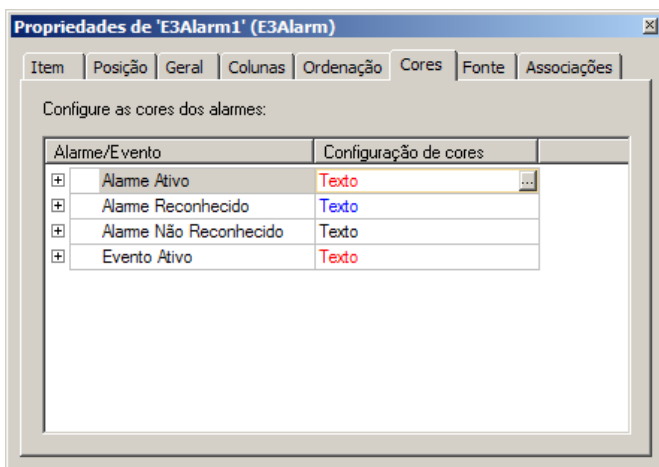 Propriedades de 'E3Alarm1' (E3Alarm)
Item Posição Geral Colunas Ordenação Cores Fonte Associações
Configure as cores dos alarmes:
Alarme/Evento Configuração de cores
Alarme Ativo Texto ...
Alarme Reconhecido Texto
Alarme Não Reconhecido Texto
Evento Ativo Texto